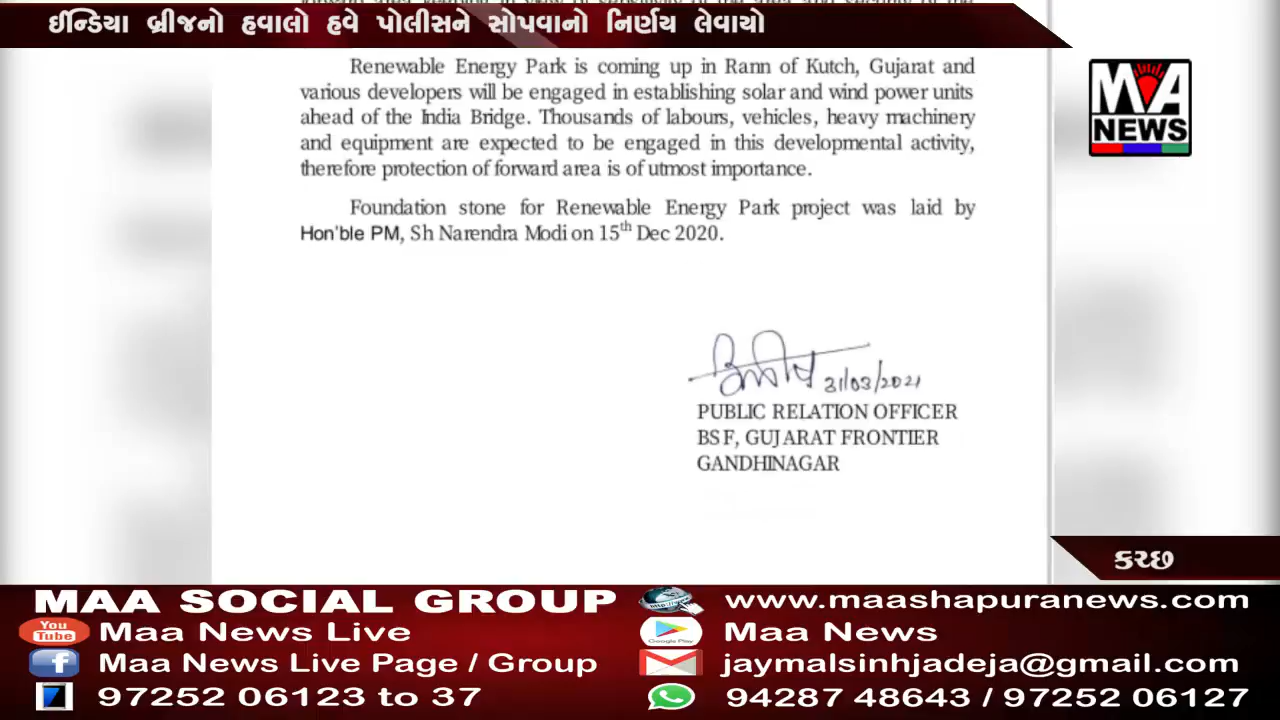 ઈન્ડિયા બ્રીજનો હવાલો હવે પોલીસને સોપવાનો નિર્ણય લેવાયો
Renewable Energy Park is coming up in Rann of Kutch, Gujarat and
various developers will be engaged in establishing solar and wind power units
ahead of the India Bridge. Thousands of labours, vehicles, heavy machinery
and equipment are expected to be engaged in this developmental activity,
therefore protection of forward area is of utmost importance.
Foundation stone for Renewable Energy Park project was laid by
Hon'ble PM, Sh Narendra Modi on 15th Dec 2020.
31/03/2021
PUBLIC RELATION OFFICER
BSF, GUJARAT FRONTIER
GANDHINAGAR
MAA
NEWS
કચ્છ
MAA SOCIAL GROUP
You Tube Maa News Live
f Maa News Live Page / Group
97252 06123 to 37
http:// www.maashapuranews.com
Google Play Maa News
jaymalsinhjadeja@gmail.com
94287 48643 / 97252 06127